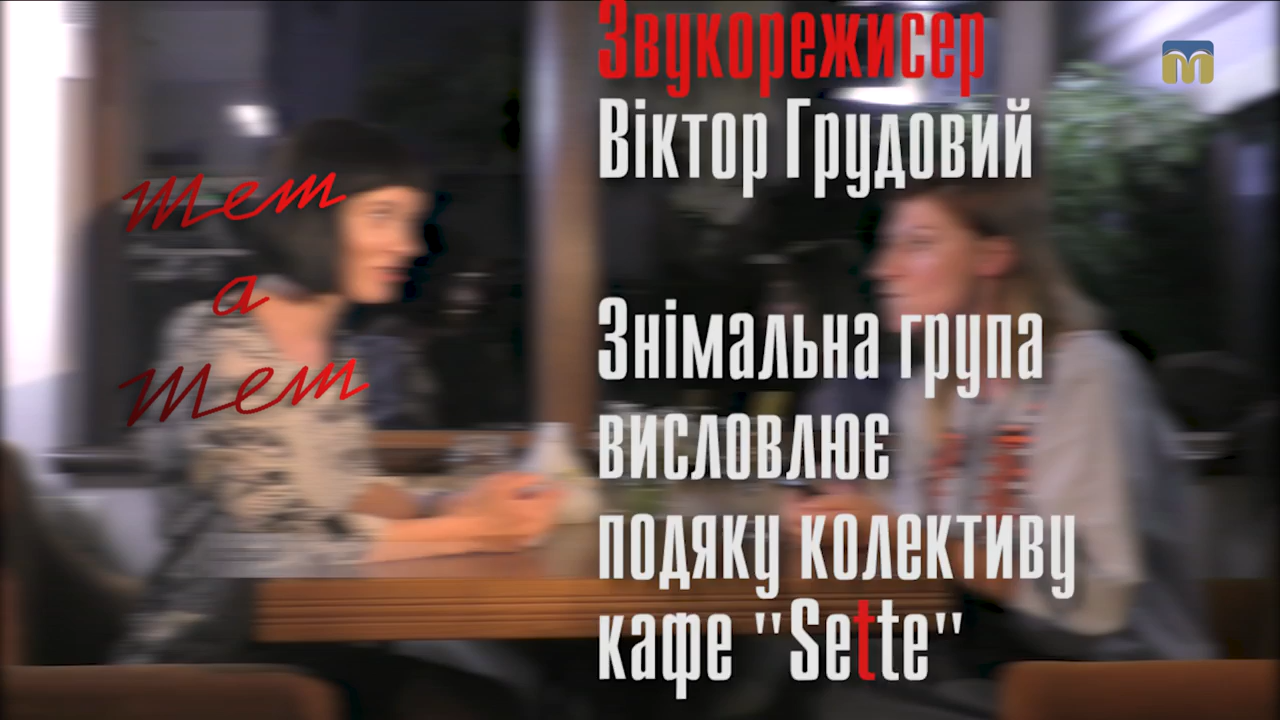 Звукорежисер
Віктор Грудовий
Знімальна група
висловлює
подяку колективу
кафе "Sette"
тет
а
тет
m